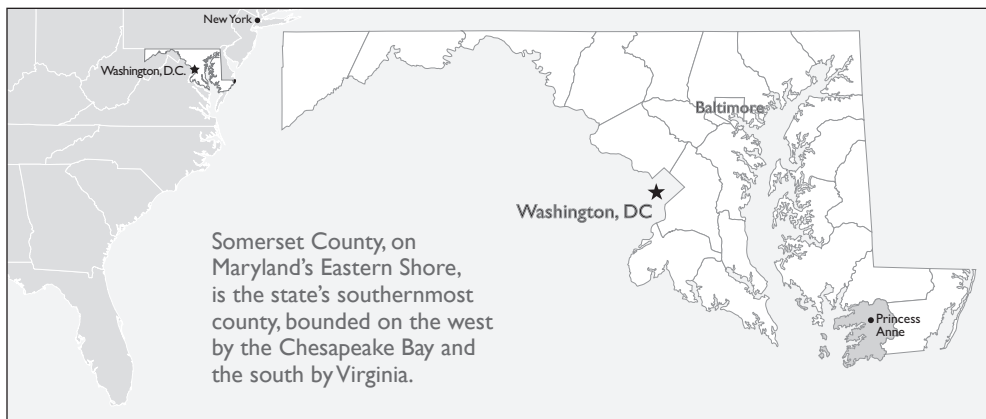 New York
Washington, D.C.
Baltimore
Washington, DC
Somerset County, on
Maryland's Eastern Shore,
is the state's southernmost
county, bounded on the west
by the Chesapeake Bay and
the south by Virginia.
Princess
Anne